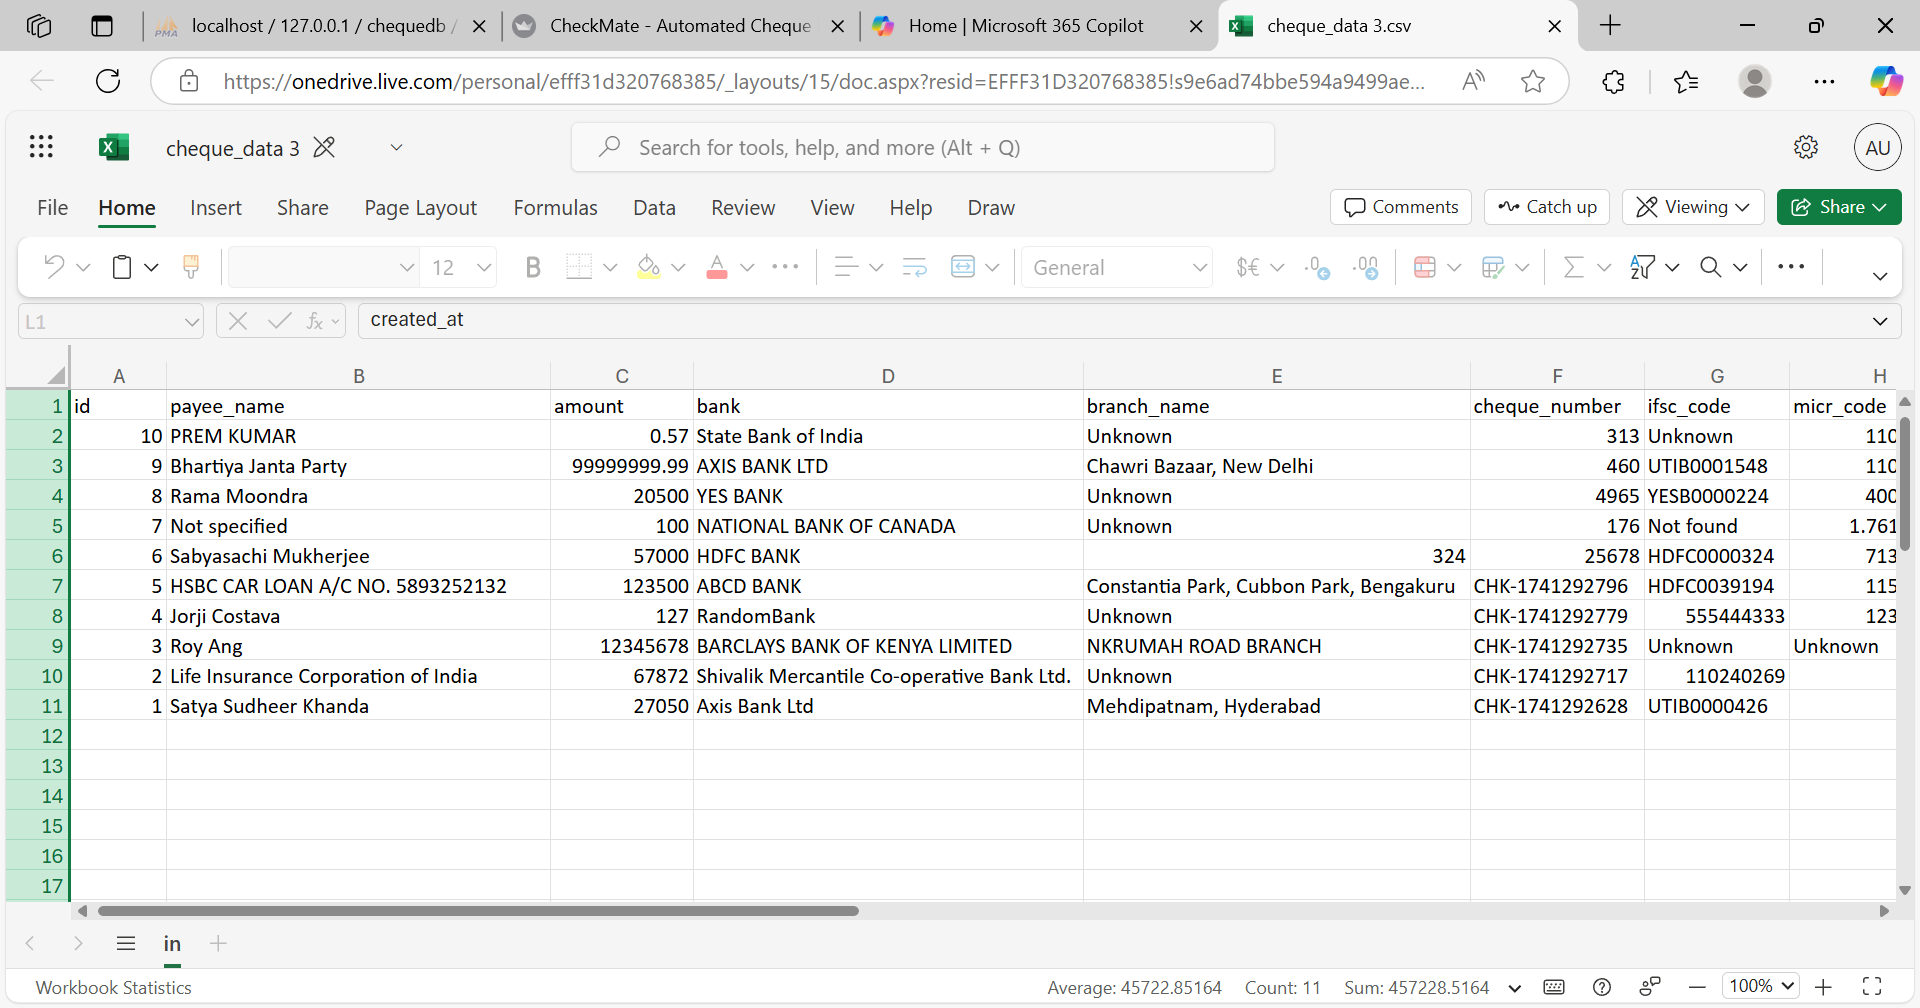 localhost / 127.0.0.1 / chequedb /
CheckMate - Automated Cheque
Home | Microsoft 365 Copilot
cheque_data 3.csv
https://onedrive.live.com/personal/efff31d320768385/_layouts/15/doc.aspx?resid=EFFF31D320768385!s9e6ad74bbe594a9499ae...
cheque_data 3
Search for tools, help, and more (Alt + Q)
AU
File Home Insert Share Page Layout Formulas Data Review View Help Draw
Comments Catch up Viewing Share
12 B A General $€
L1 fx created_at
A B C D E F G H
1 id payee_name amount bank branch_name cheque_number ifsc_code micr_code
2 10 PREM KUMAR 0.57 State Bank of India Unknown 313 Unknown 110
3 9 Bhartiya Janta Party 99999999.99 AXIS BANK LTD Chawri Bazaar, New Delhi 460 UTIB0001548 110
4 8 Rama Moondra 20500 YES BANK Unknown 4965 YESB0000224 400
5 7 Not specified 100 NATIONAL BANK OF CANADA Unknown 176 Not found 1.761
6 6 Sabyasachi Mukherjee 57000 HDFC BANK 324 25678 HDFC0000324 713
7 5 HSBC CAR LOAN A/C NO. 5893252132 123500 ABCD BANK Constantia Park, Cubbon Park, Bengakuru CHK-1741292796 HDFC0039194 115
8 4 Jorji Costava 127 RandomBank Unknown CHK-1741292779 555444333 123
9 3 Roy Ang 12345678 BARCLAYS BANK OF KENYA LIMITED NKRUMAH ROAD BRANCH CHK-1741292735 Unknown Unknown
10 2 Life Insurance Corporation of India 67872 Shivalik Mercantile Co-operative Bank Ltd. Unknown CHK-1741292717 110240269
11 1 Satya Sudheer Khanda 27050 Axis Bank Ltd Mehdipatnam, Hyderabad CHK-1741292628 UTIB0000426
12
13
14
15
16
17
in
Workbook Statistics Average: 45722.85164 Count: 11 Sum: 457228.5164 100%